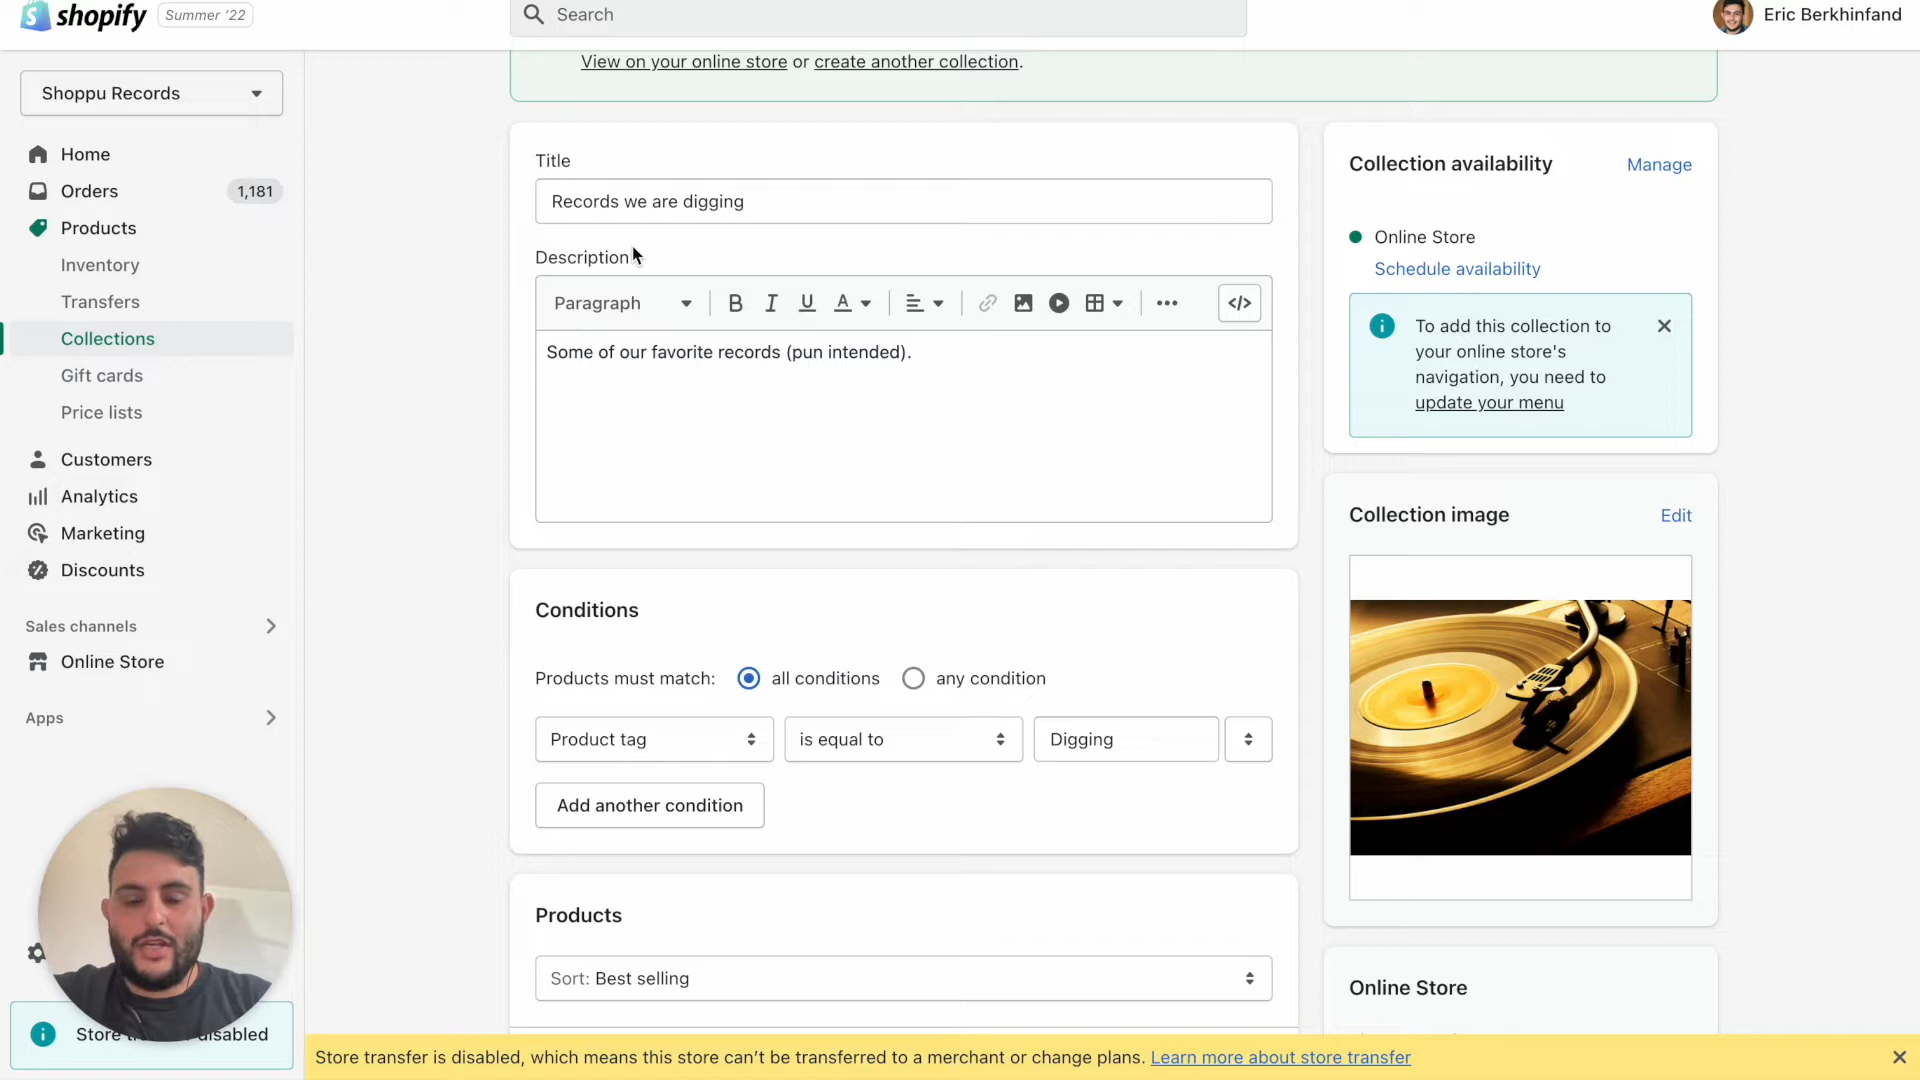 shopify
Summer '22
Search
Eric Berkhinfand
Shoppu Records
Home
Orders
1,181
Products
Inventory
Transfers
Collections
Gift cards
Price lists
Customers
Analytics
Marketing
Discounts
Sales channels
Online Store
Apps
View on your online store or create another collection.
Title
Records we are digging
Description
Paragraph
B I U A
</>
Some of our favorite records (pun intended).
Conditions
Products must match: all conditions any condition
Product tag
is equal to
Digging
Add another condition
Products
Sort: Best selling
Collection availability
Manage
Online Store
Schedule availability
To add this collection to
your online store's
navigation, you need to
update your menu
Collection image
Edit
Online Store
Store
Store transfer is disabled, which means this store can't be transferred to a merchant or change plans. Learn more about store transfer